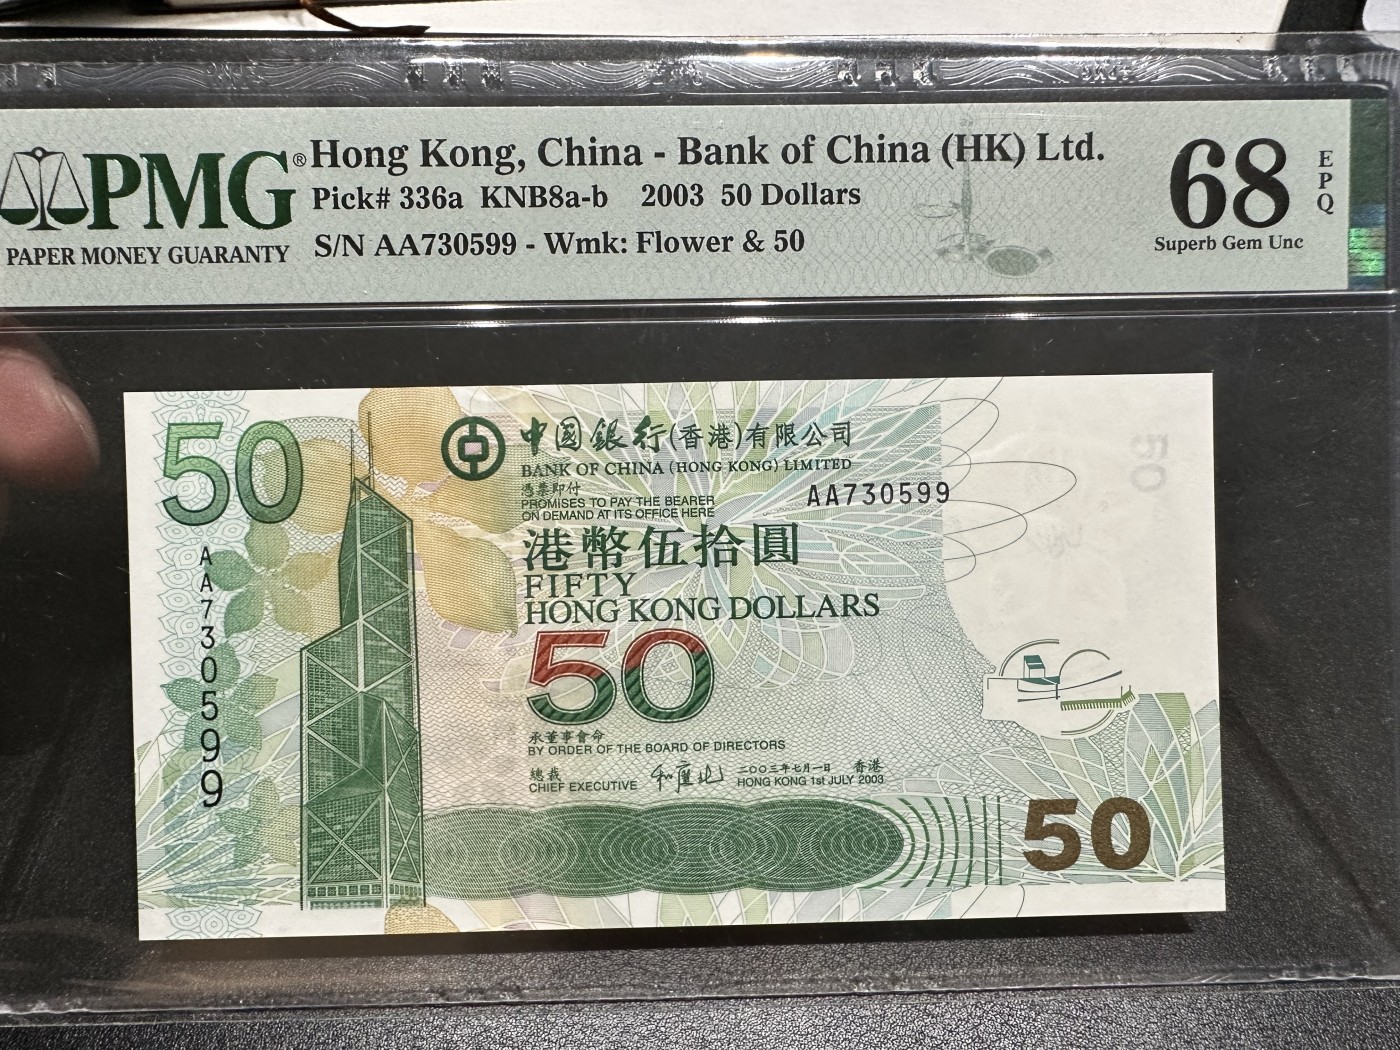 PMG®
PAPER MONEY GUARANTY
Hong Kong, China - Bank of China (HK) Ltd.
Pick# 336a KNB8a-b 2003 50 Dollars
S/N AA730599 - Wmk: Flower & 50
68
EPQ
Superb Gem Unc
50
中國銀行(香港)有限公司
BANK OF CHINA (HONG KONG) LIMITED
憑票即付
PROMISES TO PAY THE BEARER
ON DEMAND AT ITS OFFICE HERE
AA730599
港幣伍拾圓
FIFTY
HONG KONG DOLLARS
50
AA730599
承董事會命
BY ORDER OF THE BOARD OF DIRECTORS
總裁
CHIEF EXECUTIVE
和廣北
二〇〇三年七月一日 香港
HONG KONG 1st JULY 2003
50
50